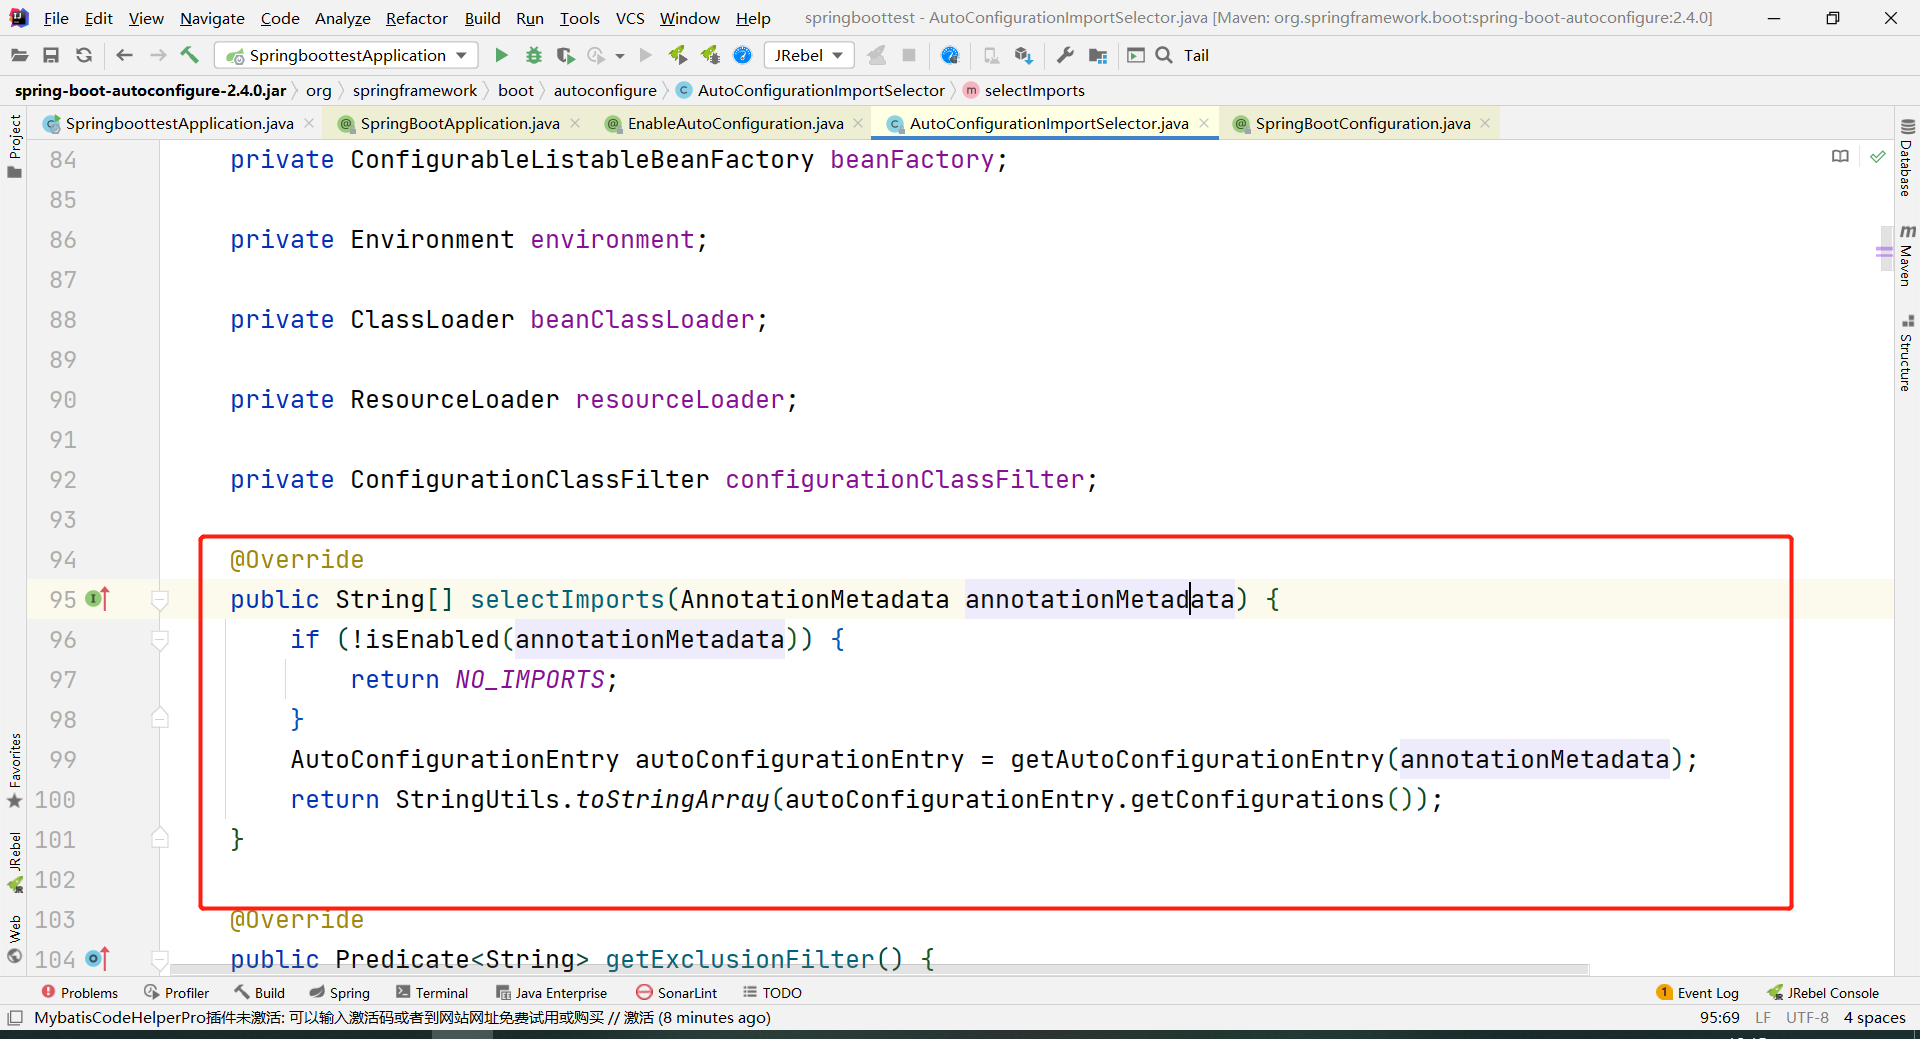 File Edit View Navigate Code Analyze Refactor Build Run Tools VCS Window Help springboottest - AutoConfigurationImportSelector.java [Maven: org.springframework.boot:spring-boot-autoconfigure:2.4.0]
SpringboottestApplication JRebel Tail
spring-boot-autoconfigure-2.4.0.jar org springframework boot autoconfigure AutoConfigurationImportSelector selectImports
SpringboottestApplication.java SpringBootApplication.java EnableAutoConfiguration.java AutoConfigurationImportSelector.java SpringBootConfiguration.java
Project
Favorites
JRebel
Web
84 private ConfigurableListableBeanFactory beanFactory;
85
86 private Environment environment;
87
88 private ClassLoader beanClassLoader;
89
90 private ResourceLoader resourceLoader;
91
92 private ConfigurationClassFilter configurationClassFilter;
93
94 @Override
95 public String[] selectImports(AnnotationMetadata annotationMetadata) {
96 if (!isEnabled(annotationMetadata)) {
97 return NO_IMPORTS;
98 }
99 AutoConfigurationEntry autoConfigurationEntry = getAutoConfigurationEntry(annotationMetadata);
100 return StringUtils.toStringArray(autoConfigurationEntry.getConfigurations());
101 }
102
103 @Override
104 public Predicate<String> getExclusionFilter() {
Database
Maven
Structure
Problems Profiler Build Spring Terminal Java Enterprise SonarLint TODO 1 Event Log JRebel Console
MybatisCodeHelperPro插件未激活: 可以输入激活码或者到网站网址免费试用或购买 // 激活 (8 minutes ago) 95:69 LF UTF-8 4 spaces